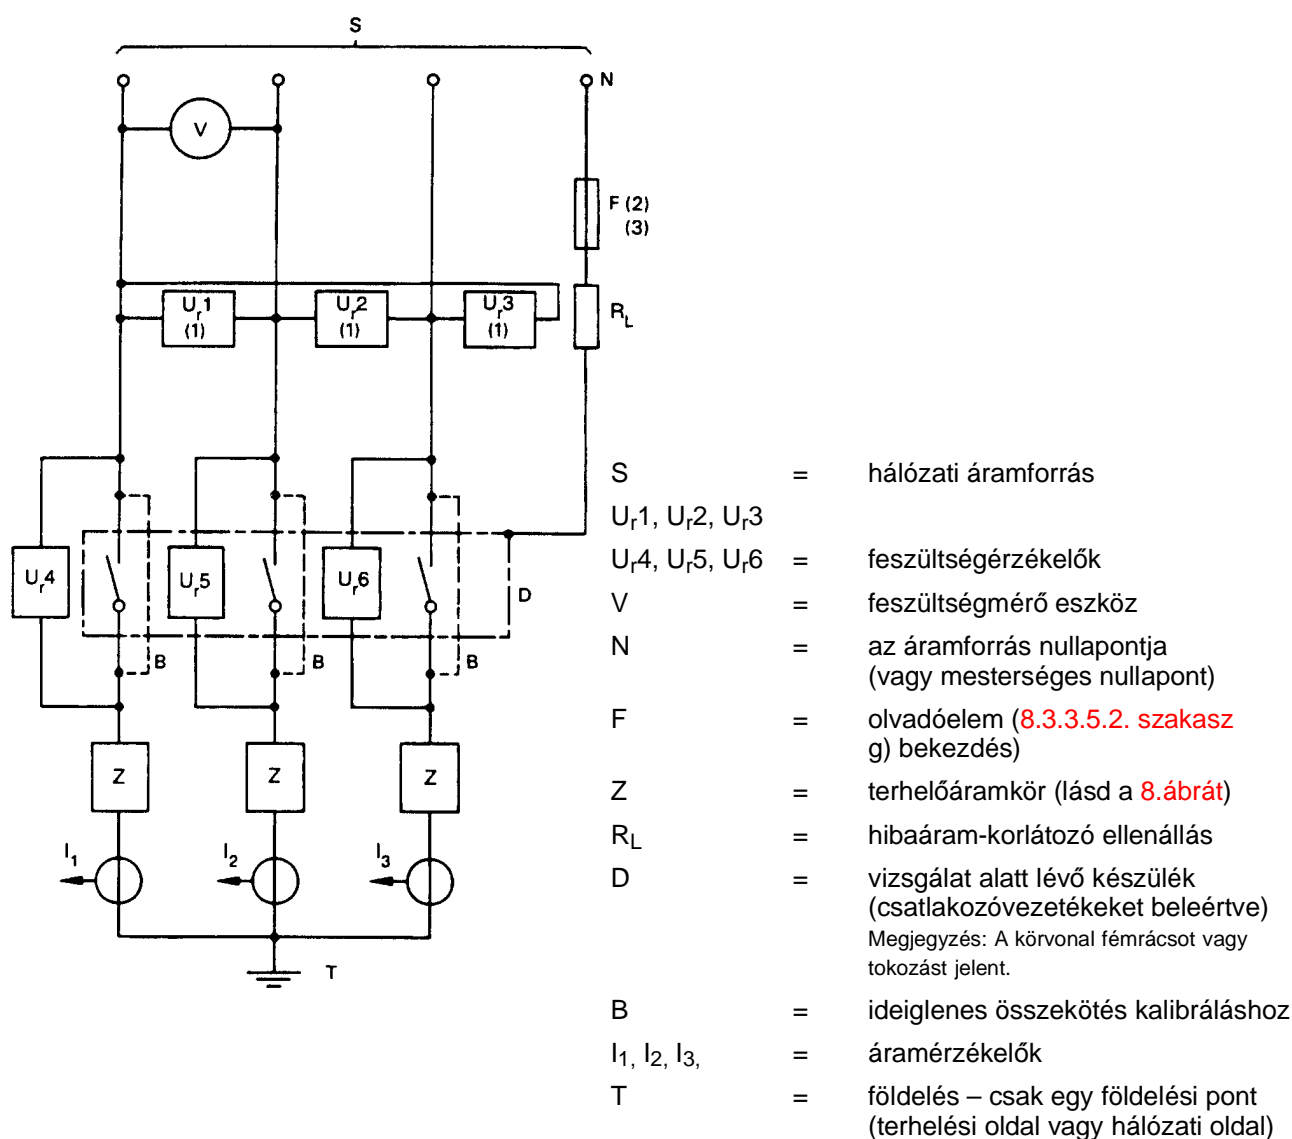 S
N
V
F (2)
(3)
Ur1
(1)
Ur2
(1)
Ur3
(1)
RL
Ur4
Ur5
Ur6
D
B
B
B
Z
Z
Z
I1
I2
I3
T
S = hálózati áramforrás
Ur1, Ur2, Ur3
Ur4, Ur5, Ur6 = feszültségérzékelők
V = feszültségmérő eszköz
N = az áramforrás nullapontja
(vagy mesterséges nullapont)
F = olvadóelem (8.3.3.5.2. szakasz
g) bekezdés)
Z = terhelőáramkör (lásd a 8.ábrát)
RL = hibaáram-korlátozó ellenállás
D = vizsgálat alatt lévő készülék
(csatlakozóvezetékeket beleértve)
Megjegyzés: A körvonal fémrácsot vagy
tokozást jelent.
B = ideiglenes összekötés kalibráláshoz
I1, I2, I3, = áramérzékelők
T = földelés – csak egy földelési pont
(terhelési oldal vagy hálózati oldal)